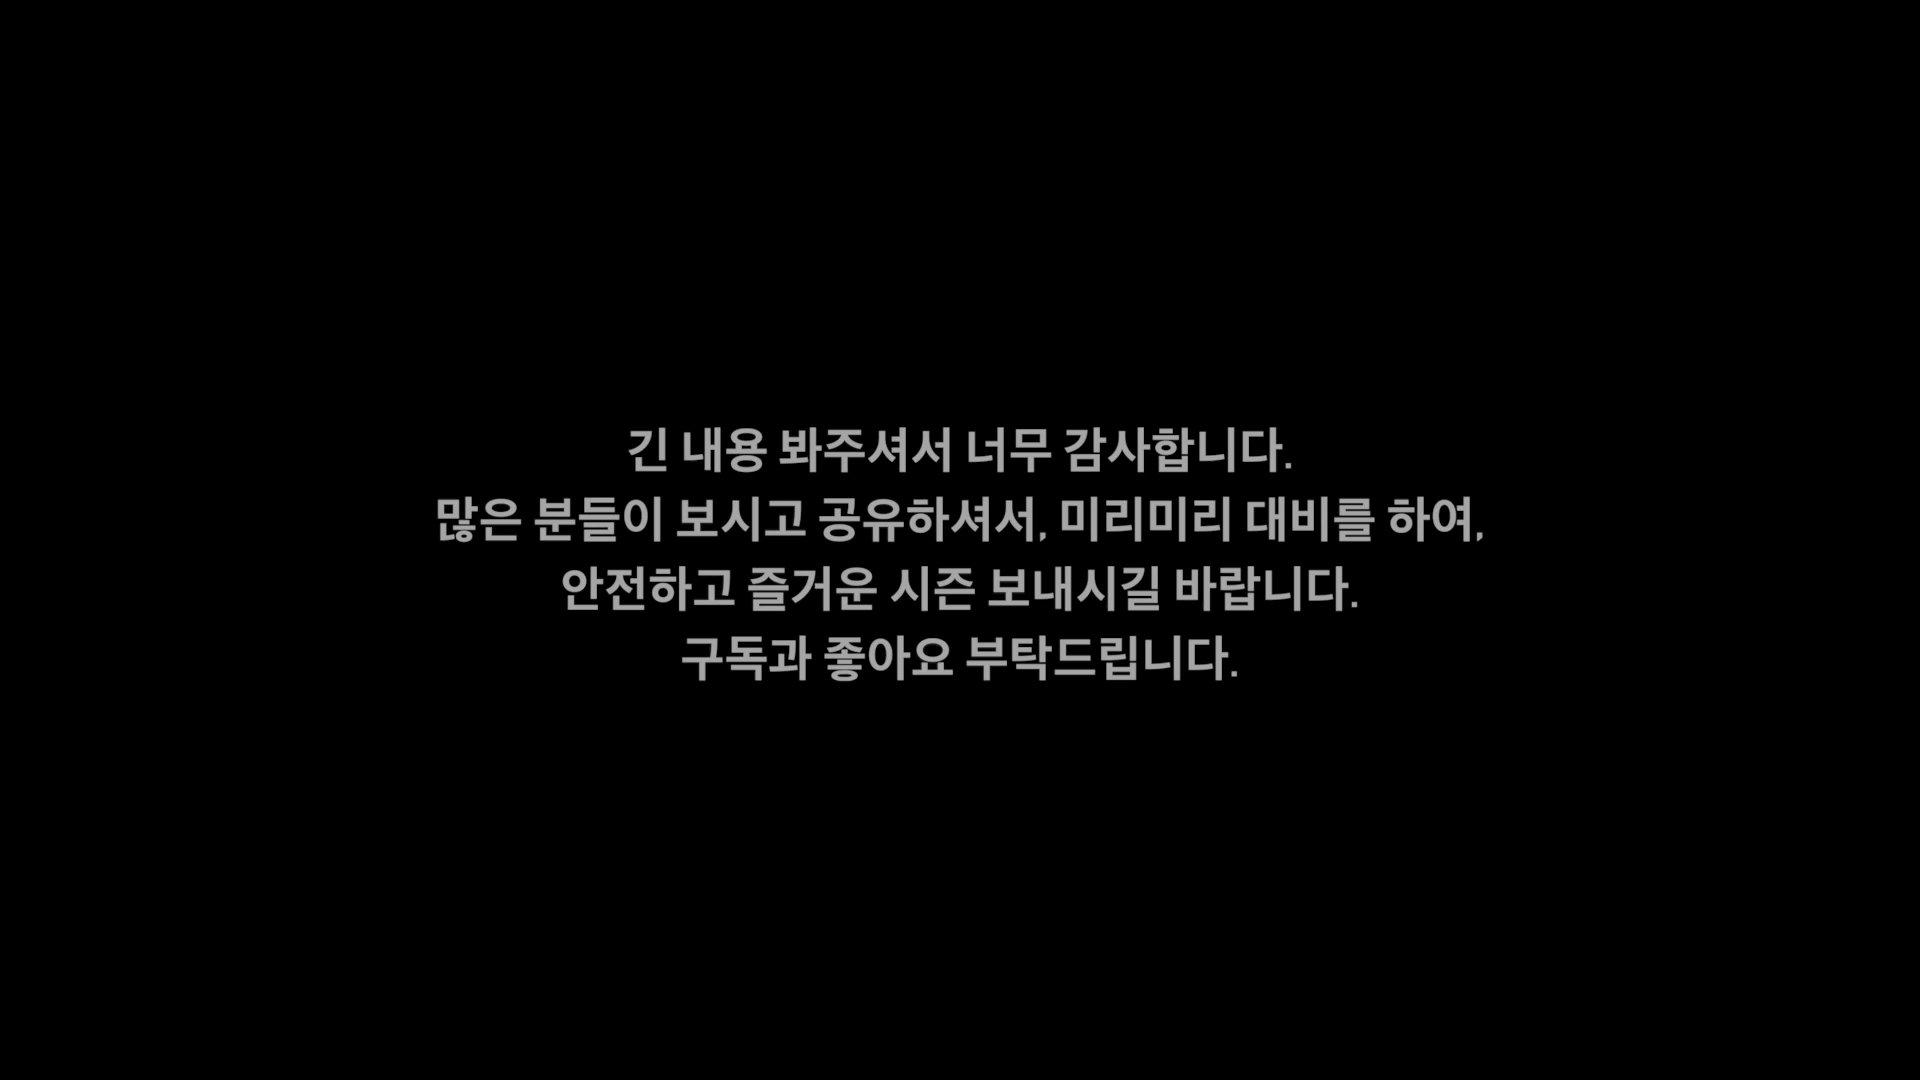 긴 내용 봐주셔서 너무 감사합니다.
많은 분들이 보시고 공유하셔서, 미리미리 대비를 하여,
안전하고 즐거운 시즌 보내시길 바랍니다.
구독과 좋아요 부탁드립니다.